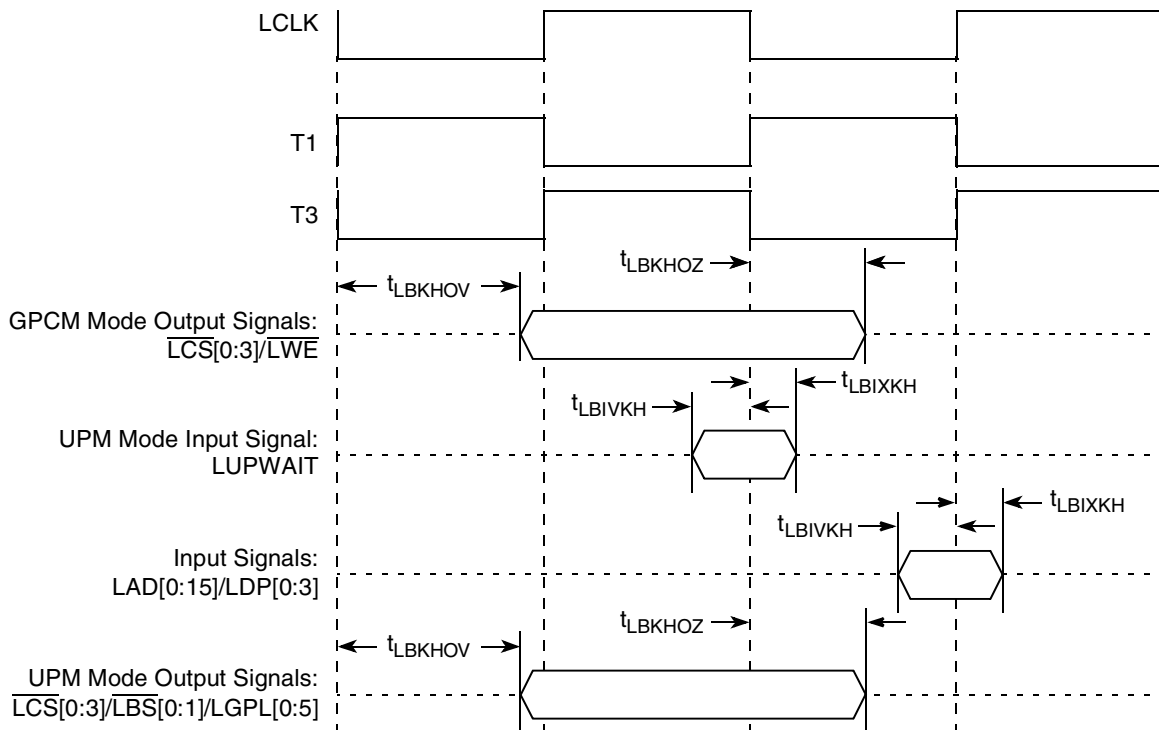 LCLK
T1
T3
tLBKHOZ
tLBKHOV
GPCM Mode Output Signals:
LCS[0:3]/LWE
tLBIXKH
tLBIVKH
UPM Mode Input Signal:
LUPWAIT
tLBIXKH
tLBIVKH
Input Signals:
LAD[0:15]/LDP[0:3]
tLBKHOZ
tLBKHOV
UPM Mode Output Signals:
LCS[0:3]/LBS[0:1]/LGPL[0:5]